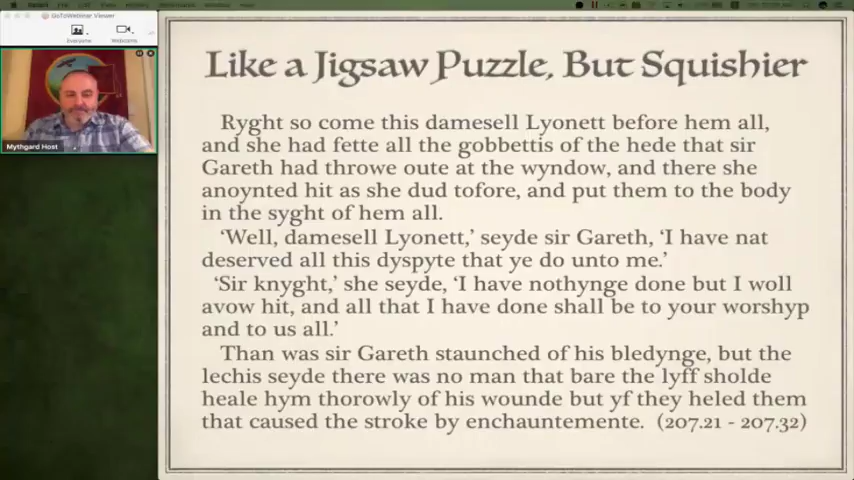 GoToWebinar Viewer
Everyone
Webcams
Mythgard Host
Like a Jigsaw Puzzle, But Squishier
Ryght so come this damesell Lyonett before hem all,
and she had fette all the gobbettis of the hede that sir
Gareth had throwe oute at the wyndow, and there she
anoynted hit as she dud tofore, and put them to the body
in the syght of hem all.
‘Well, damesell Lyonett,’ seyde sir Gareth, ‘I have nat
deserved all this dyspyte that ye do unto me.’
‘Sir knyght,’ she seyde, ‘I have nothynge done but I woll
avow hit, and all that I have done shall be to your worshyp
and to us all.’
Than was sir Gareth staunched of his bledynge, but the
lechis seyde there was no man that bare the lyff sholde
heale hym thorowly of his wounde but yf they heled them
that caused the stroke by enchauntemente. (207.21 - 207.32)